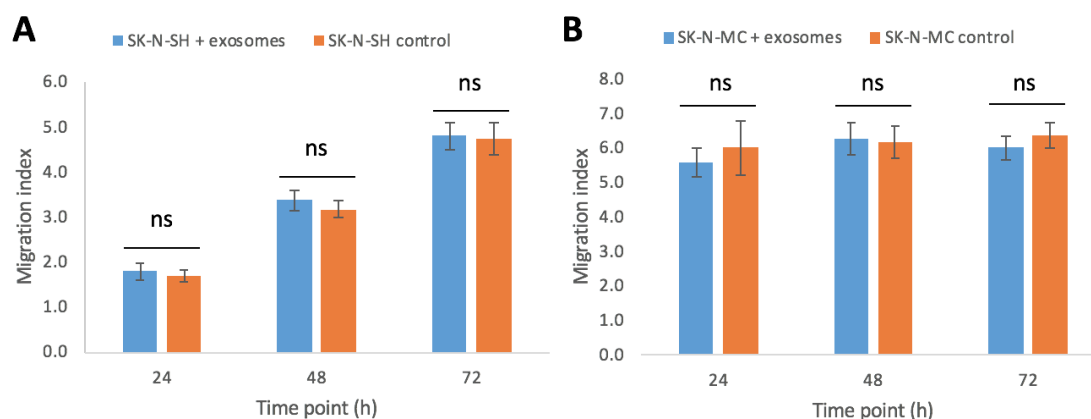 A
SK-N-SH + exosomes SK-N-SH control
Migration index
6.0
5.0
4.0
3.0
2.0
1.0
0.0
ns
ns
ns
24 48 72
Time point (h)
B
SK-N-MC + exosomes SK-N-MC control
Migration index
8.0
7.0
6.0
5.0
4.0
3.0
2.0
1.0
0.0
ns ns ns
24 48 72
Time point (h)